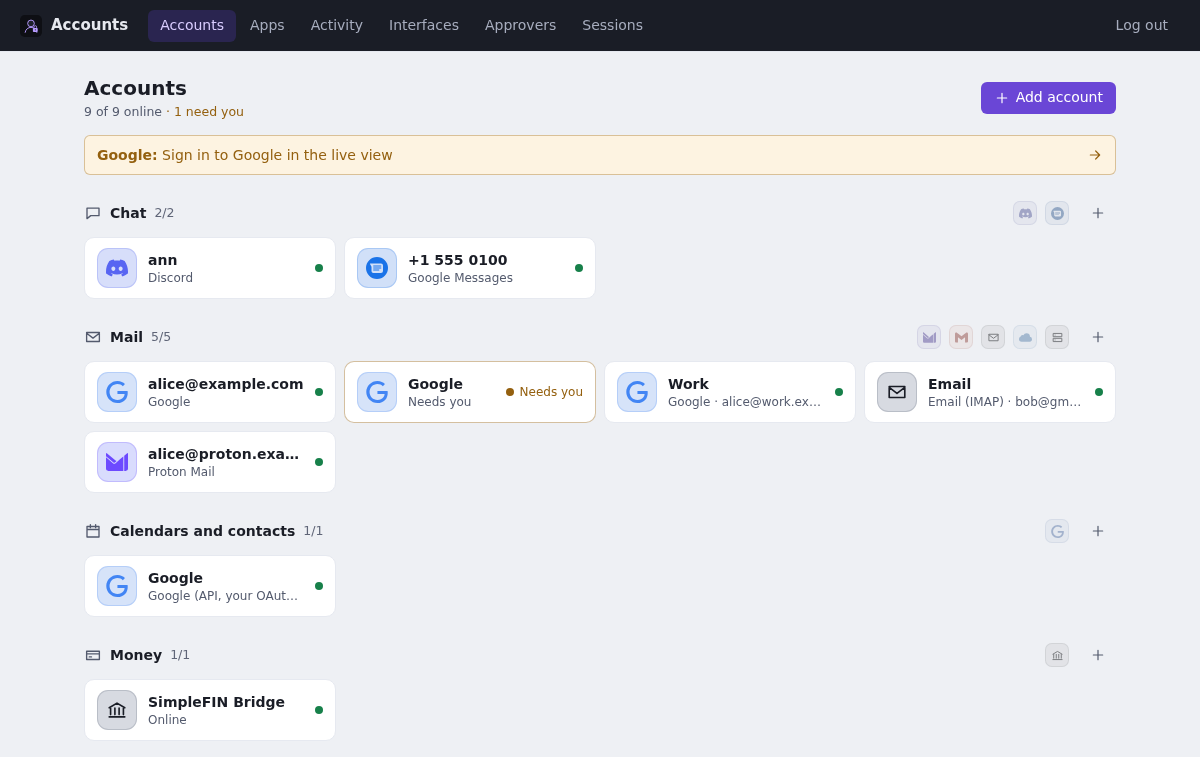 Accounts
Accounts
Apps
Activity
Interfaces
Approvers
Sessions
Log out
Accounts
9 of 9 online · 1 need you
Add account
Google: Sign in to Google in the live view
Chat 2/2
ann
Discord
+1 555 0100
Google Messages
Mail 5/5
alice@example.com
Google
Google
Needs you
Needs you
Work
Google · alice@work.ex…
Email
Email (IMAP) · bob@gm…
alice@proton.exa…
Proton Mail
Calendars and contacts 1/1
Google
Google (API, your OAut…
Money 1/1
SimpleFIN Bridge
Online